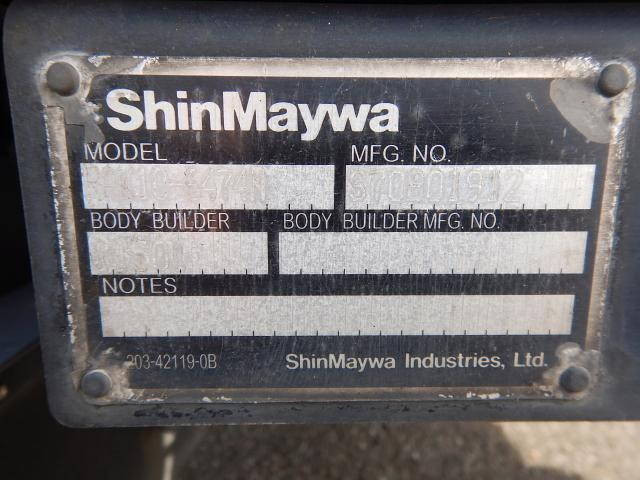 ShinMaywa
MODEL MFG. NO.
BODY BUILDER BODY BUILDER MFG. NO.
NOTES
203-42119-0B ShinMaywa Industries, Ltd.